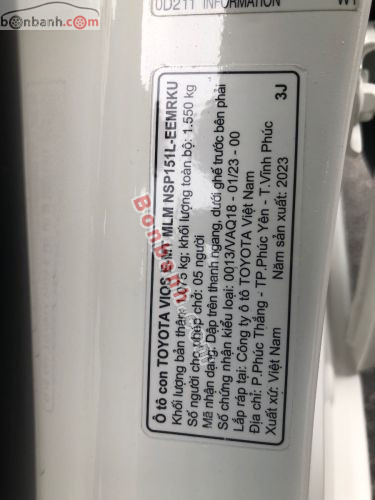 bonbanh.com
0D211 INFORMATION
Ô tô con TOYOTA VIOS E-MT MLM NSP151L-EEMRKU
Khối lượng bản thân: 1.075 kg; khối lượng toàn bộ: 1.550 kg
Số người cho phép chở: 05 người
Mã nhận dạng: Dập trên thanh ngang, dưới ghế trước bên phải
Số chứng nhận kiểu loại: 0013/VAQ18 - 01/23 - 00
Lắp ráp tại: Công ty ô tô TOYOTA Việt Nam
Địa chỉ: P.Phúc Thắng - TP.Phúc Yên - T.Vĩnh Phúc
Xuất xứ: Việt Nam Năm sản xuất: 2023
3J